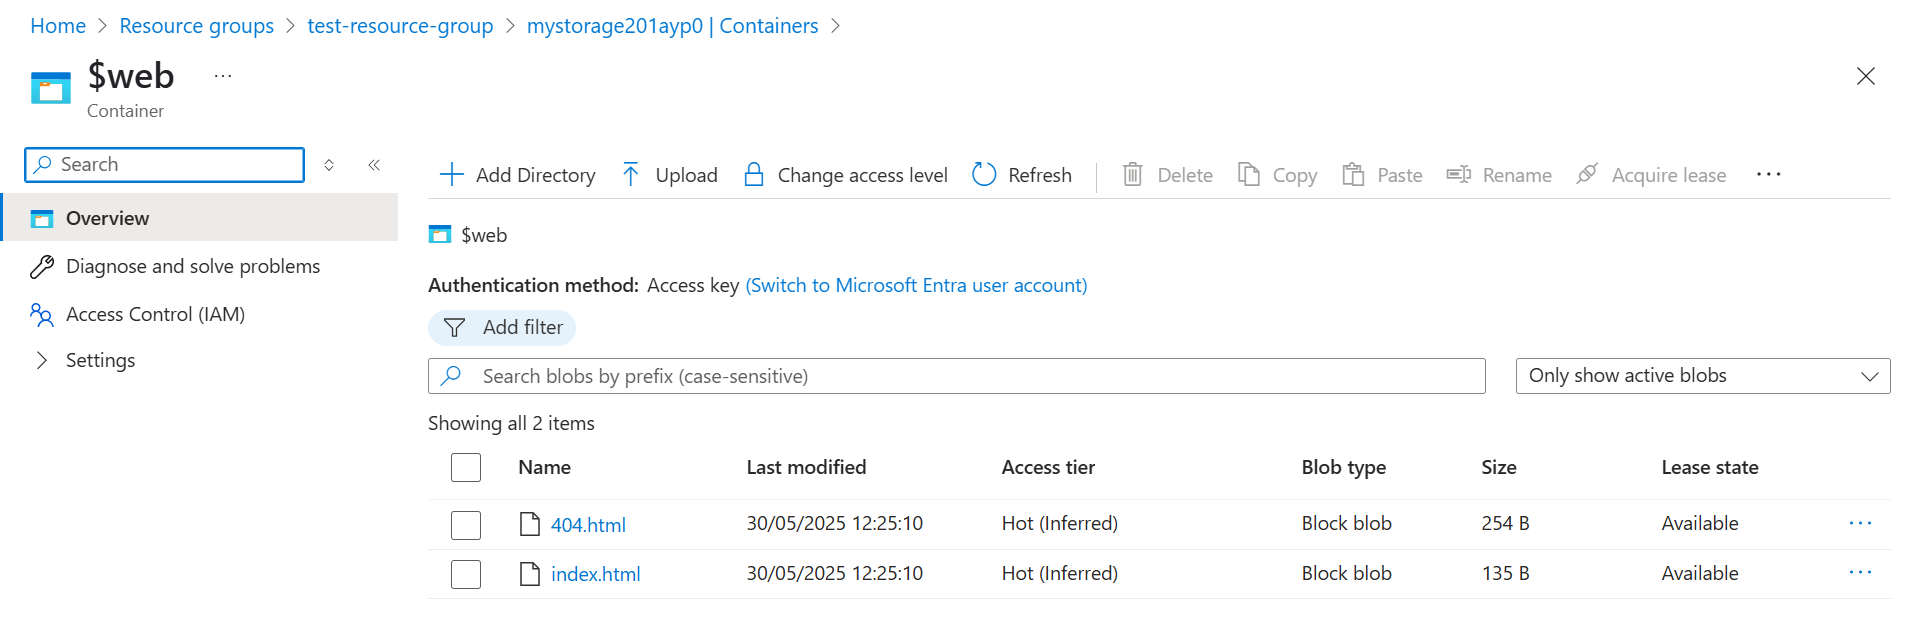 Home > Resource groups > test-resource-group > mystorage201ayp0 | Containers >
$web ...
Container
Search
Overview
Diagnose and solve problems
Access Control (IAM)
Settings
Add Directory Upload Change access level Refresh Delete Copy Paste Rename Acquire lease ...
$web
Authentication method: Access key (Switch to Microsoft Entra user account)
Add filter
Search blobs by prefix (case-sensitive) Only show active blobs
Showing all 2 items
Name Last modified Access tier Blob type Size Lease state
404.html 30/05/2025 12:25:10 Hot (Inferred) Block blob 254 B Available ...
index.html 30/05/2025 12:25:10 Hot (Inferred) Block blob 135 B Available ...